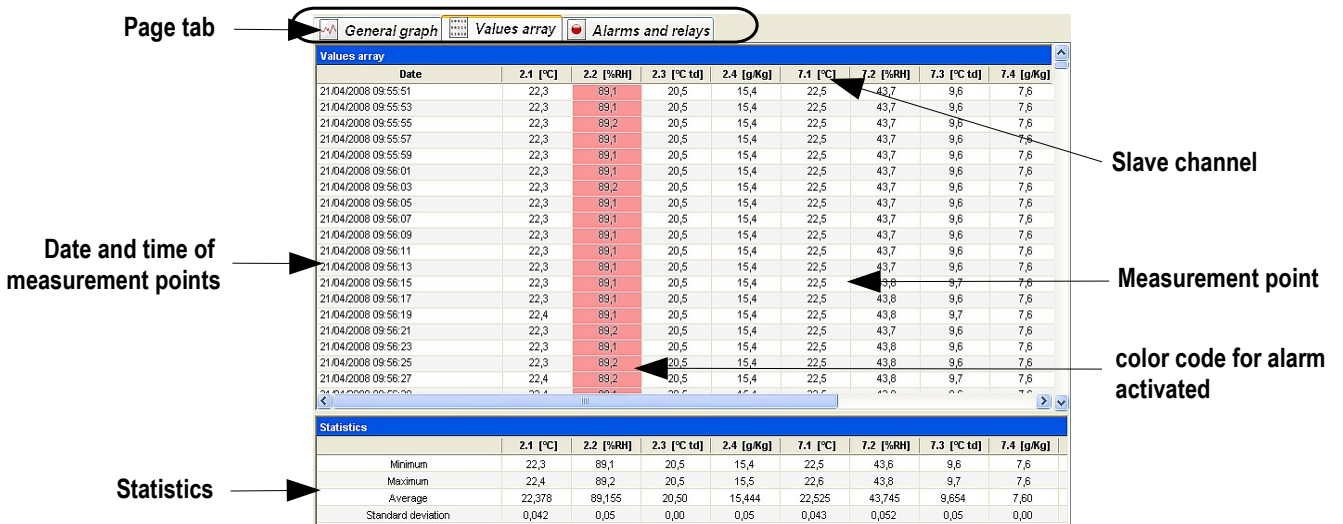 Page tab
General graph Values array Alarms and relays
Values array
Date 2.1 [°C] 2.2 [%RH] 2.3 [°C td] 2.4 [g/Kg] 7.1 [°C] 7.2 [%RH] 7.3 [°C td] 7.4 [g/Kg]
21/04/2008 09:55:51 22,3 89,1 20,5 15,4 22,5 43,7 9,6 7,6
21/04/2008 09:55:53 22,3 89,1 20,5 15,4 22,5 43,7 9,6 7,6
21/04/2008 09:55:55 22,3 89,2 20,5 15,4 22,5 43,7 9,6 7,6
21/04/2008 09:55:57 22,3 89,1 20,5 15,4 22,5 43,7 9,6 7,6
21/04/2008 09:55:59 22,3 89,1 20,5 15,4 22,5 43,7 9,6 7,6
21/04/2008 09:56:01 22,3 89,1 20,5 15,4 22,5 43,7 9,6 7,6
Slave channel
21/04/2008 09:56:03 22,3 89,2 20,5 15,4 22,5 43,7 9,6 7,6
21/04/2008 09:56:05 22,3 89,1 20,5 15,4 22,5 43,7 9,6 7,6
21/04/2008 09:56:07 22,3 89,1 20,5 15,4 22,5 43,7 9,6 7,6
21/04/2008 09:56:09 22,3 89,1 20,5 15,4 22,5 43,7 9,6 7,6
21/04/2008 09:56:11 22,3 89,1 20,5 15,4 22,5 43,7 9,6 7,6
Date and time of
measurement points
21/04/2008 09:56:13 22,3 89,1 20,5 15,4 22,5 43,7 9,6 7,6
21/04/2008 09:56:15 22,3 89,1 20,5 15,4 22,5 43,8 9,7 7,6
Measurement point
21/04/2008 09:56:17 22,3 89,1 20,5 15,4 22,5 43,8 9,6 7,6
21/04/2008 09:56:19 22,4 89,1 20,5 15,4 22,5 43,8 9,7 7,6
21/04/2008 09:56:21 22,3 89,2 20,5 15,4 22,5 43,7 9,6 7,6
21/04/2008 09:56:23 22,3 89,1 20,5 15,4 22,5 43,8 9,6 7,6
21/04/2008 09:56:25 22,3 89,2 20,5 15,4 22,5 43,8 9,6 7,6
21/04/2008 09:56:27 22,4 89,2 20,5 15,4 22,5 43,8 9,7 7,6
color code for alarm
activated
Statistics
2.1 [°C] 2.2 [%RH] 2.3 [°C td] 2.4 [g/Kg] 7.1 [°C] 7.2 [%RH] 7.3 [°C td] 7.4 [g/Kg]
Minimum 22,3 89,1 20,5 15,4 22,5 43,6 9,6 7,6
Maximum 22,4 89,2 20,5 15,5 22,6 43,8 9,7 7,6
Statistics
Average 22,378 89,155 20,50 15,444 22,525 43,745 9,654 7,60
Standard deviation 0,042 0,05 0,00 0,05 0,043 0,052 0,05 0,00